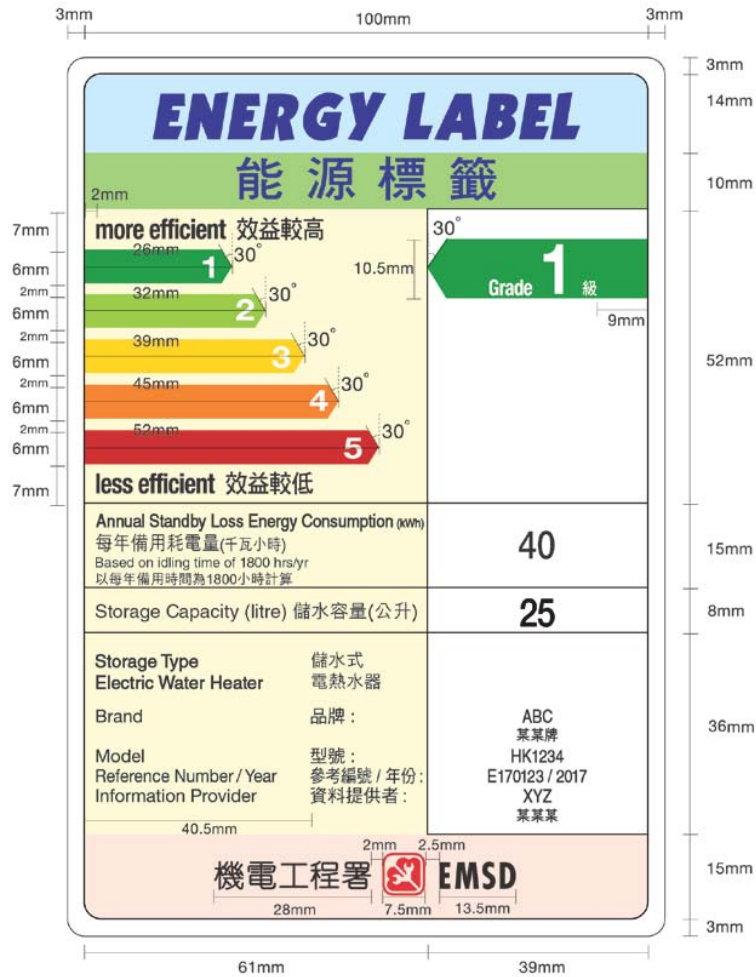 3mm 100mm 3mm
3mm
ENERGY LABEL
14mm
能源標籤
10mm
2mm
7mm
more efficient 效益較高
30°
26mm
1
30°
6mm
10.5mm
Grade 1 級
2mm
32mm
2
30°
6mm
9mm
2mm
39mm
3
30°
6mm
52mm
2mm
45mm
4
30°
6mm
2mm
52mm
5
30°
6mm
less efficient 效益較低
7mm
Annual Standby Loss Energy Consumption (kWh)
每年備用耗電量(千瓦小時)
40
15mm
Based on idling time of 1800 hrs/yr
以每年備用時間為1800小時計算
Storage Capacity (litre) 儲水容量(公升)
25
8mm
Storage Type 儲水式
Electric Water Heater 電熱水器
Brand 品牌 : ABC
某某牌
36mm
Model 型號 : HK1234
Reference Number / Year 參考編號 / 年份 : E170123 / 2017
Information Provider 資料提供者 : XYZ
某某某
40.5mm
2mm 2.5mm
機電工程署 EMSD
15mm
28mm 7.5mm 13.5mm
3mm
61mm 39mm